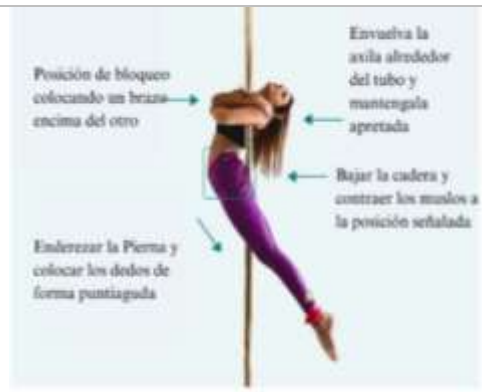 Posición de bloqueo
colocando un brazo
encima del otro
Envuelva la
axila alrededor
del tubo y
mantengala
apretada
Bajar la cadera y
contraer los muslos a
la posición señalada
Enderezar la Pierna y
colocar los dedos de
forma puntiaguda